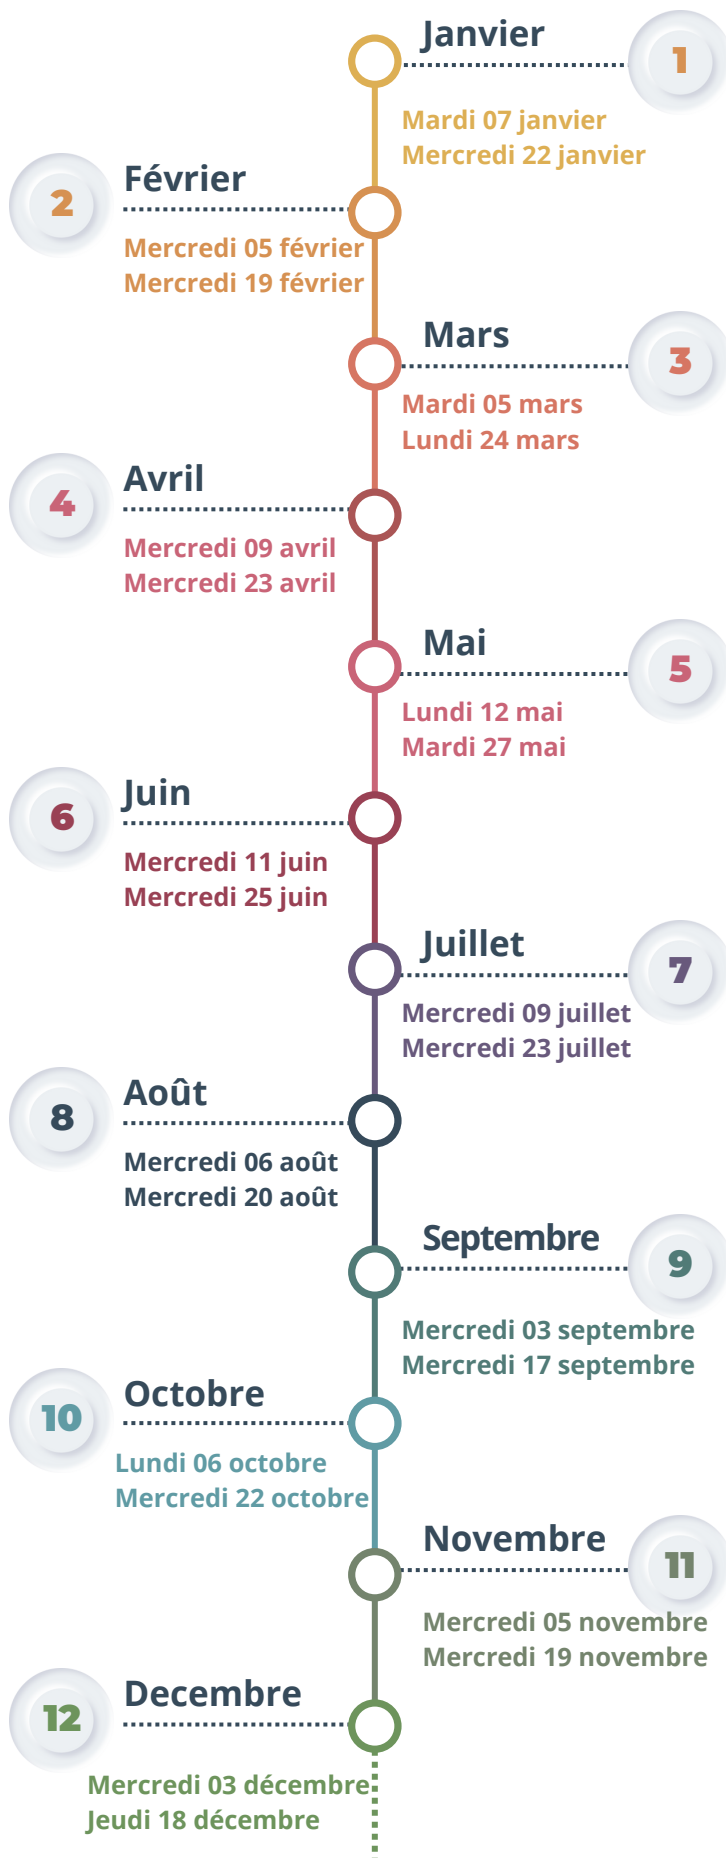 Janvier
1
Mardi 07 janvier
Mercredi 22 janvier
2
Février
Mercredi 05 février
Mercredi 19 février
Mars
3
Mardi 05 mars
Lundi 24 mars
4
Avril
Mercredi 09 avril
Mercredi 23 avril
Mai
5
Lundi 12 mai
Mardi 27 mai
6
Juin
Mercredi 11 juin
Mercredi 25 juin
Juillet
7
Mercredi 09 juillet
Mercredi 23 juillet
8
Août
Mercredi 06 août
Mercredi 20 août
Septembre
9
Mercredi 03 septembre
Mercredi 17 septembre
10
Octobre
Lundi 06 octobre
Mercredi 22 octobre
Novembre
11
Mercredi 05 novembre
Mercredi 19 novembre
12
Decembre
Mercredi 03 décembre
Jeudi 18 décembre